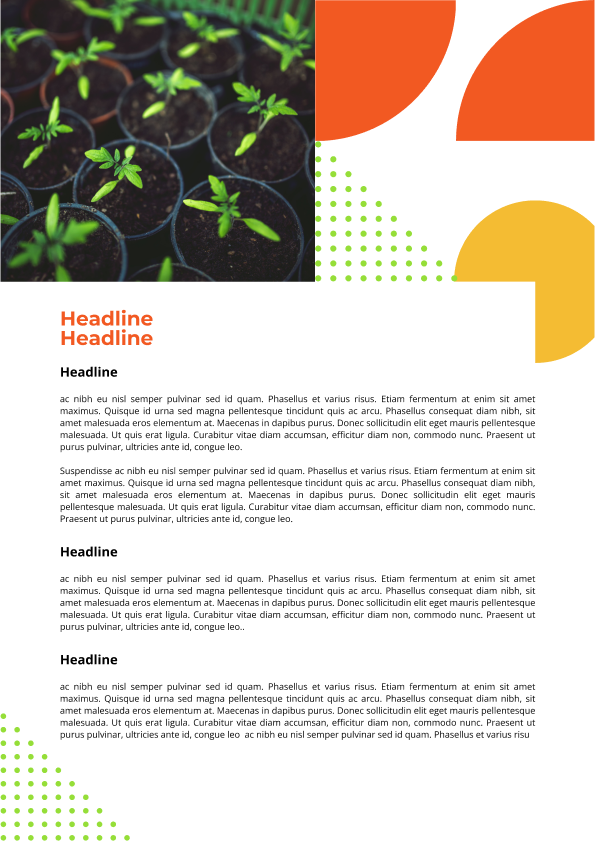 Headline
Headline
Headline
ac nibh eu nisl semper pulvinar sed id quam. Phasellus et varius risus. Etiam fermentum at enim sit amet
maximus. Quisque id urna sed magna pellentesque tincidunt quis ac arcu. Phasellus consequat diam nibh, sit
amet malesuada eros elementum at. Maecenas in dapibus purus. Donec sollicitudin elit eget mauris pellentesque
malesuada. Ut quis erat ligula. Curabitur vitae diam accumsan, efficitur diam non, commodo nunc. Praesent ut
purus pulvinar, ultricies ante id, congue leo.
Suspendisse ac nibh eu nisl semper pulvinar sed id quam. Phasellus et varius risus. Etiam fermentum at enim sit
amet maximus. Quisque id urna sed magna pellentesque tincidunt quis ac arcu. Phasellus consequat diam nibh,
sit amet malesuada eros elementum at. Maecenas in dapibus purus. Donec sollicitudin elit eget mauris
pellentesque malesuada. Ut quis erat ligula. Curabitur vitae diam accumsan, efficitur diam non, commodo nunc.
Praesent ut purus pulvinar, ultricies ante id, congue leo.
Headline
ac nibh eu nisl semper pulvinar sed id quam. Phasellus et varius risus. Etiam fermentum at enim sit amet
maximus. Quisque id urna sed magna pellentesque tincidunt quis ac arcu. Phasellus consequat diam nibh, sit
amet malesuada eros elementum at. Maecenas in dapibus purus. Donec sollicitudin elit eget mauris pellentesque
malesuada. Ut quis erat ligula. Curabitur vitae diam accumsan, efficitur diam non, commodo nunc. Praesent ut
purus pulvinar, ultricies ante id, congue leo..
Headline
ac nibh eu nisl semper pulvinar sed id quam. Phasellus et varius risus. Etiam fermentum at enim sit amet
maximus. Quisque id urna sed magna pellentesque tincidunt quis ac arcu. Phasellus consequat diam nibh, sit
amet malesuada eros elementum at. Maecenas in dapibus purus. Donec sollicitudin elit eget mauris pellentesque
malesuada. Ut quis erat ligula. Curabitur vitae diam accumsan, efficitur diam non, commodo nunc. Praesent ut
purus pulvinar, ultricies ante id, congue leo  ac nibh eu nisl semper pulvinar sed id quam. Phasellus et varius risu